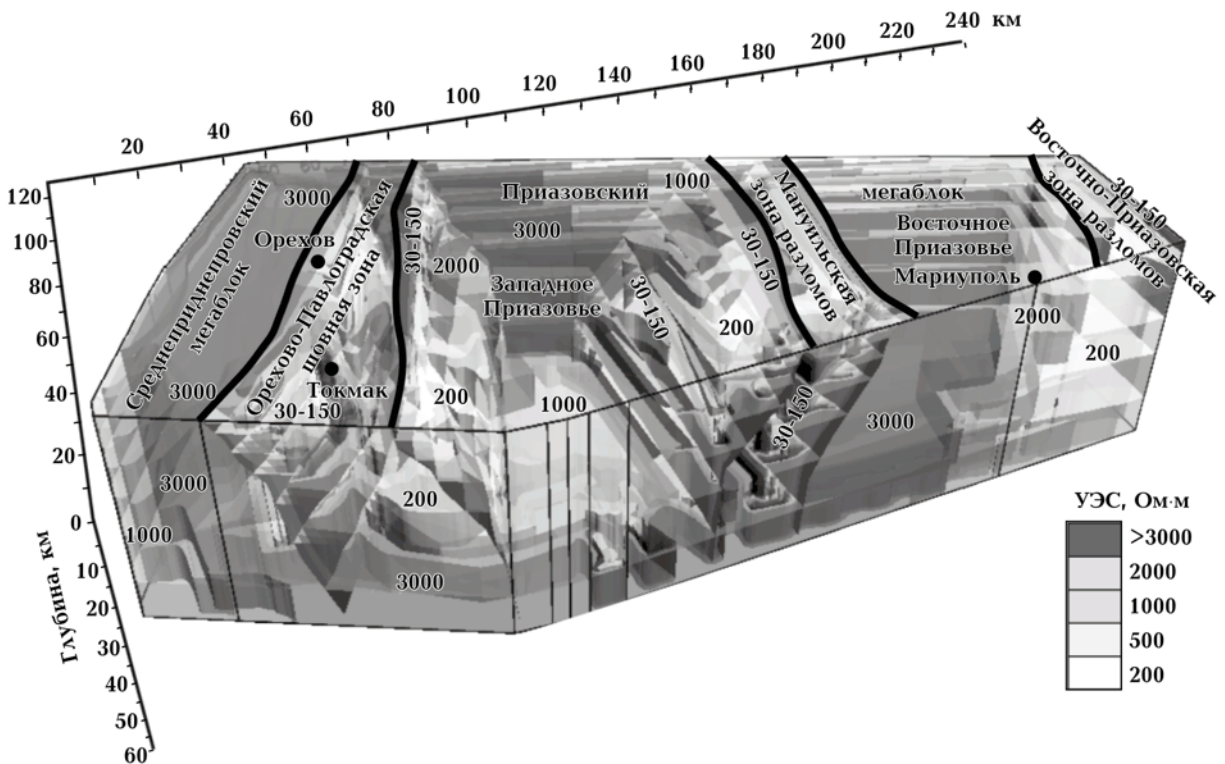 20
40
60
80
100
120
140
160
180
200
220
240 км
120
100
80
60
40
20
0
10
20
30
40
50
60
Глубина, км
Среднеприднепровский
мегаблок
3000
3000
Орехов
Орехово-Павлоградская
шовная зона
Токмак
30-150
30-150
2000
200
Приазовский
3000
Западное
Приазовье
1000
30-150
200
1000
30-150
Мануильская
зона разломов
мегаблок
Восточное
Приазовье
Мариуполь
Восточно-Приазовская
зона разломов
30-150
2000
200
3000
30-150
3000
1000
200
3000
УЭС, Ом·м
>3000
2000
1000
500
200